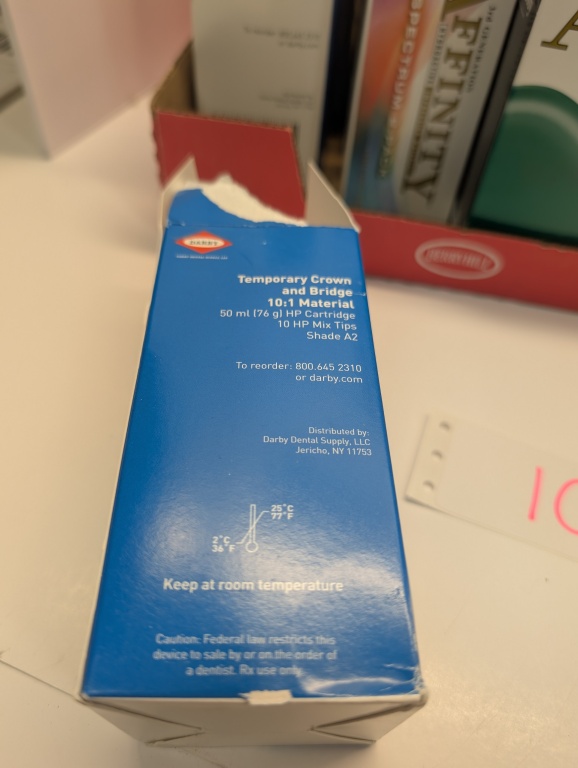 AFFINITY
SPECTRUM
DARBY
Temporary Crown
and Bridge
10:1 Material
50 ml (76 g) HP Cartridge
10 HP Mix Tips
Shade A2
To reorder: 800.645 2310
or darby.com
Distributed by:
Darby Dental Supply, LLC
Jericho, NY 11753
25°C
77°F
2°C
36°F
Keep at room temperature
Caution: Federal law restricts this
device to sale by or on the order of
a dentist. Rx use only.